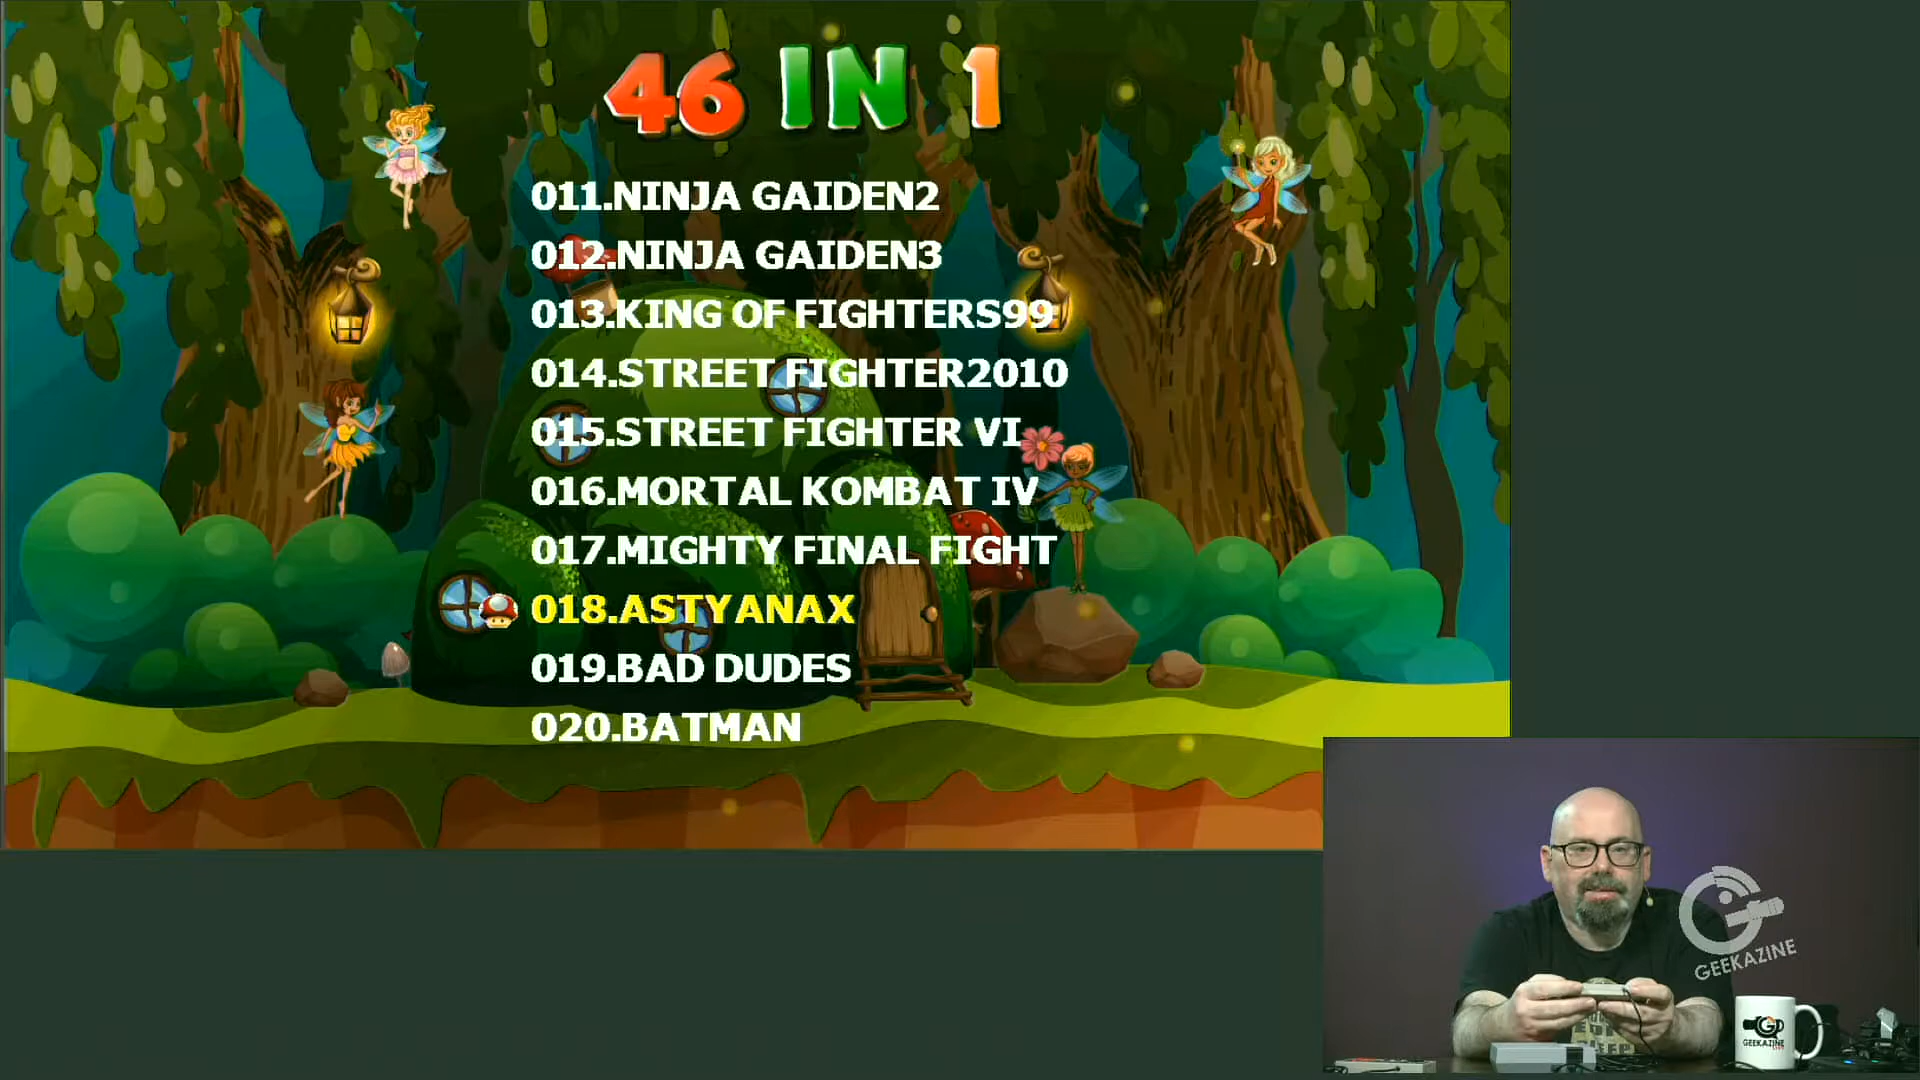 46 IN 1
011.NINJA GAIDEN2
012.NINJA GAIDEN3
013.KING OF FIGHTERS99
014.STREET FIGHTER2010
015.STREET FIGHTER VI
016.MORTAL KOMBAT IV
017.MIGHTY FINAL FIGHT
018.ASTYANAX
019.BAD DUDES
020.BATMAN
GEEKAZINE
GEEKAZINE